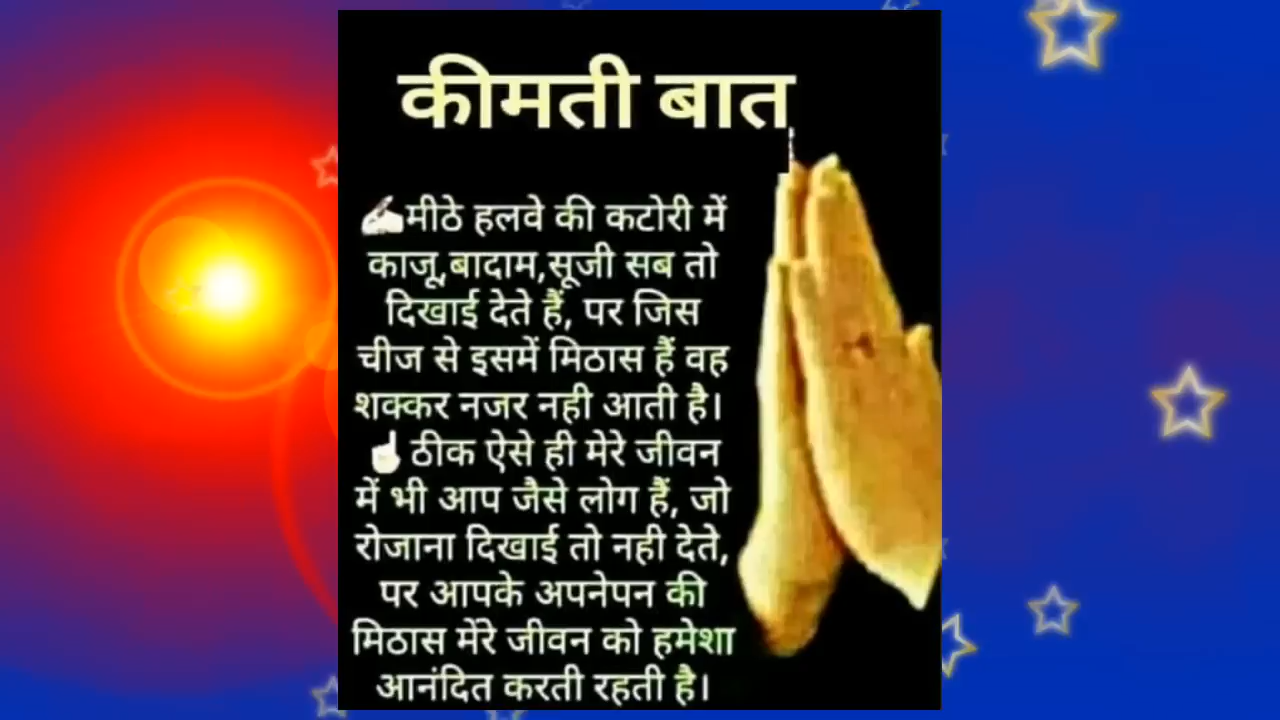 कीमती बात
✍मीठे हलवे की कटोरी में
काजू,बादाम,सूजी सब तो
दिखाई देते हैं, पर जिस
चीज से इसमें मिठास हैं वह
शक्कर नजर नही आती है।
☝ठीक ऐसे ही मेरे जीवन
में भी आप जैसे लोग हैं, जो
रोजाना दिखाई तो नही देते,
पर आपके अपनेपन की
मिठास मेरे जीवन को हमेशा
आनंदित करती रहती है।